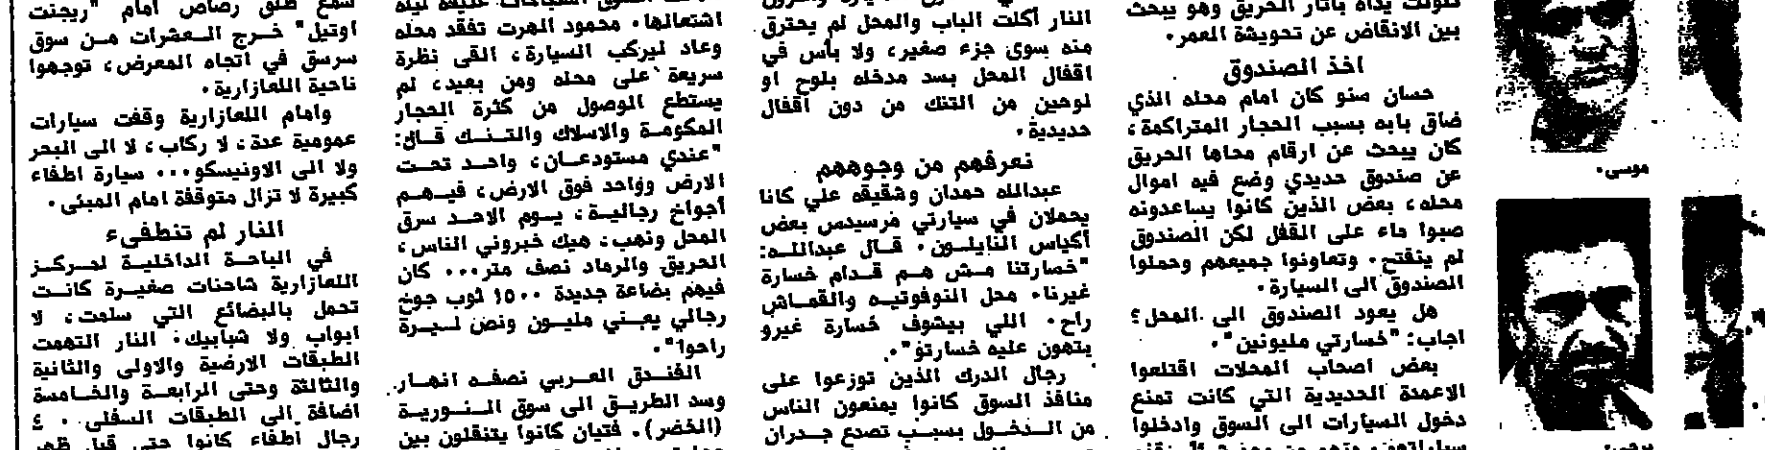 تلوثت يداه بآثار الحريق وهو يبحث
بين الانقاض عن تحويشة العمر.
اخذ الصندوق
حسان سنو كان امام محله الذي
ضاق بابه بسبب الحجار المتراكمة،
كان يبحث عن ارقام محاها الحريق
عن صندوق حديدي وضع فيه اموال
محله، بعض الذين كانوا يساعدونه
صبوا ماء على القفل لكن الصندوق
لم ينفتح. وتعاونوا جميعهم وحملوا
الصندوق الى السيارة.
هل يعود الصندوق الى المحل؟
اجاب: "خسارتي مليونين".
بعض اصحاب المحلات اقتلعوا
الاعمدة الحديدية التي كانت تمنع
دخول السيارات الى السوق وادخلوا
النار أكلت الباب والمحل لم يحترق
منه سوى جزء صغير، ولا بأس في
اقفال المحل بسد مدخله بلوح او
لوحين من التنك من دون اقفال
حديدية.
نعرفهم من وجوههم
عبدالله حمدان وشقيقه علي كانا
يحملان في سيارتي مرسيدس بعض
أكياس النايلون. قال عبدالله:
"خسارتنا مش هم قدام خسارة
غيرنا. محل النوفوتيه والقماش
راح. اللي بيشوف خسارة غيرو
بتهون عليه خسارتو".
رجال الدرك الذين توزعوا على
منافذ السوق كانوا يمنعون الناس
من الدخول بسبب تصدع جدران
اشتعالها. محمود الهرت تفقد محله
وعاد ليركب السيارة، القى نظرة
سريعة على محله ومن بعيد، لم
يستطع الوصول من كثرة الحجار
المكومة والاسلاك والتنك قال:
"عندي مستودعان، واحد تحت
الارض وواحد فوق الارض، فيهم
أجواخ رجالية، يوم الاحد سرق
المحل ونهب، هيك خبروني الناس،
الحريق والرماد نصف متر... كان
فيهم بضاعة جديدة ١٥٠٠ ثوب جوخ
رجالي يعني مليون ونص ليرة
راحوا".
الفندق العربي نصفه انهار
وسد الطريق الى سوق النورية
(الخضر). فتيان كانوا يتنقلون بين
سمع طلق رصاص امام "ريجنت
اوتيل" خرج العشرات من سوق
سرسق في اتجاه المعرض، توجهوا
ناحية اللعازارية.
وامام اللعازارية وقفت سيارات
عمومية عدة، لا ركاب، لا الى البحر
ولا الى الاونيسكو... سيارة اطفاء
كبيرة لا تزال متوقفة امام المبنى.
النار لم تنطفىء
في الباحة الداخلية لمركز
اللعازارية شاحنات صغيرة كانت
تحمل بالبضائع التي سلمت، لا
ابواب ولا شبابيك. النار التهمت
الطبقات الارضية والاولى والثانية
والثالثة وحتى الرابعة والخامسة
اضافة الى الطبقات السفلى. ٤٠
رجال اطفاء كانوا حتى قبل ظهر
موسى.